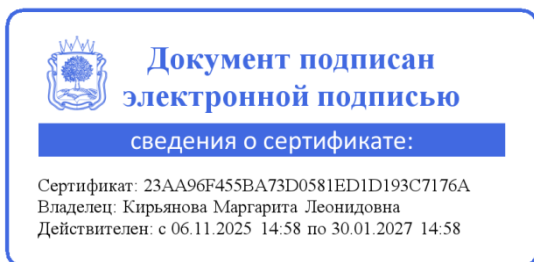 Документ подписан
электронной подписью
сведения о сертификате:
Сертификат: 23AA96F455BA73D0581ED1D193C7176A
Владелец: Кирьянова Маргарита Леонидовна
Действителен: с 06.11.2025 14:58 по 30.01.2027 14:58